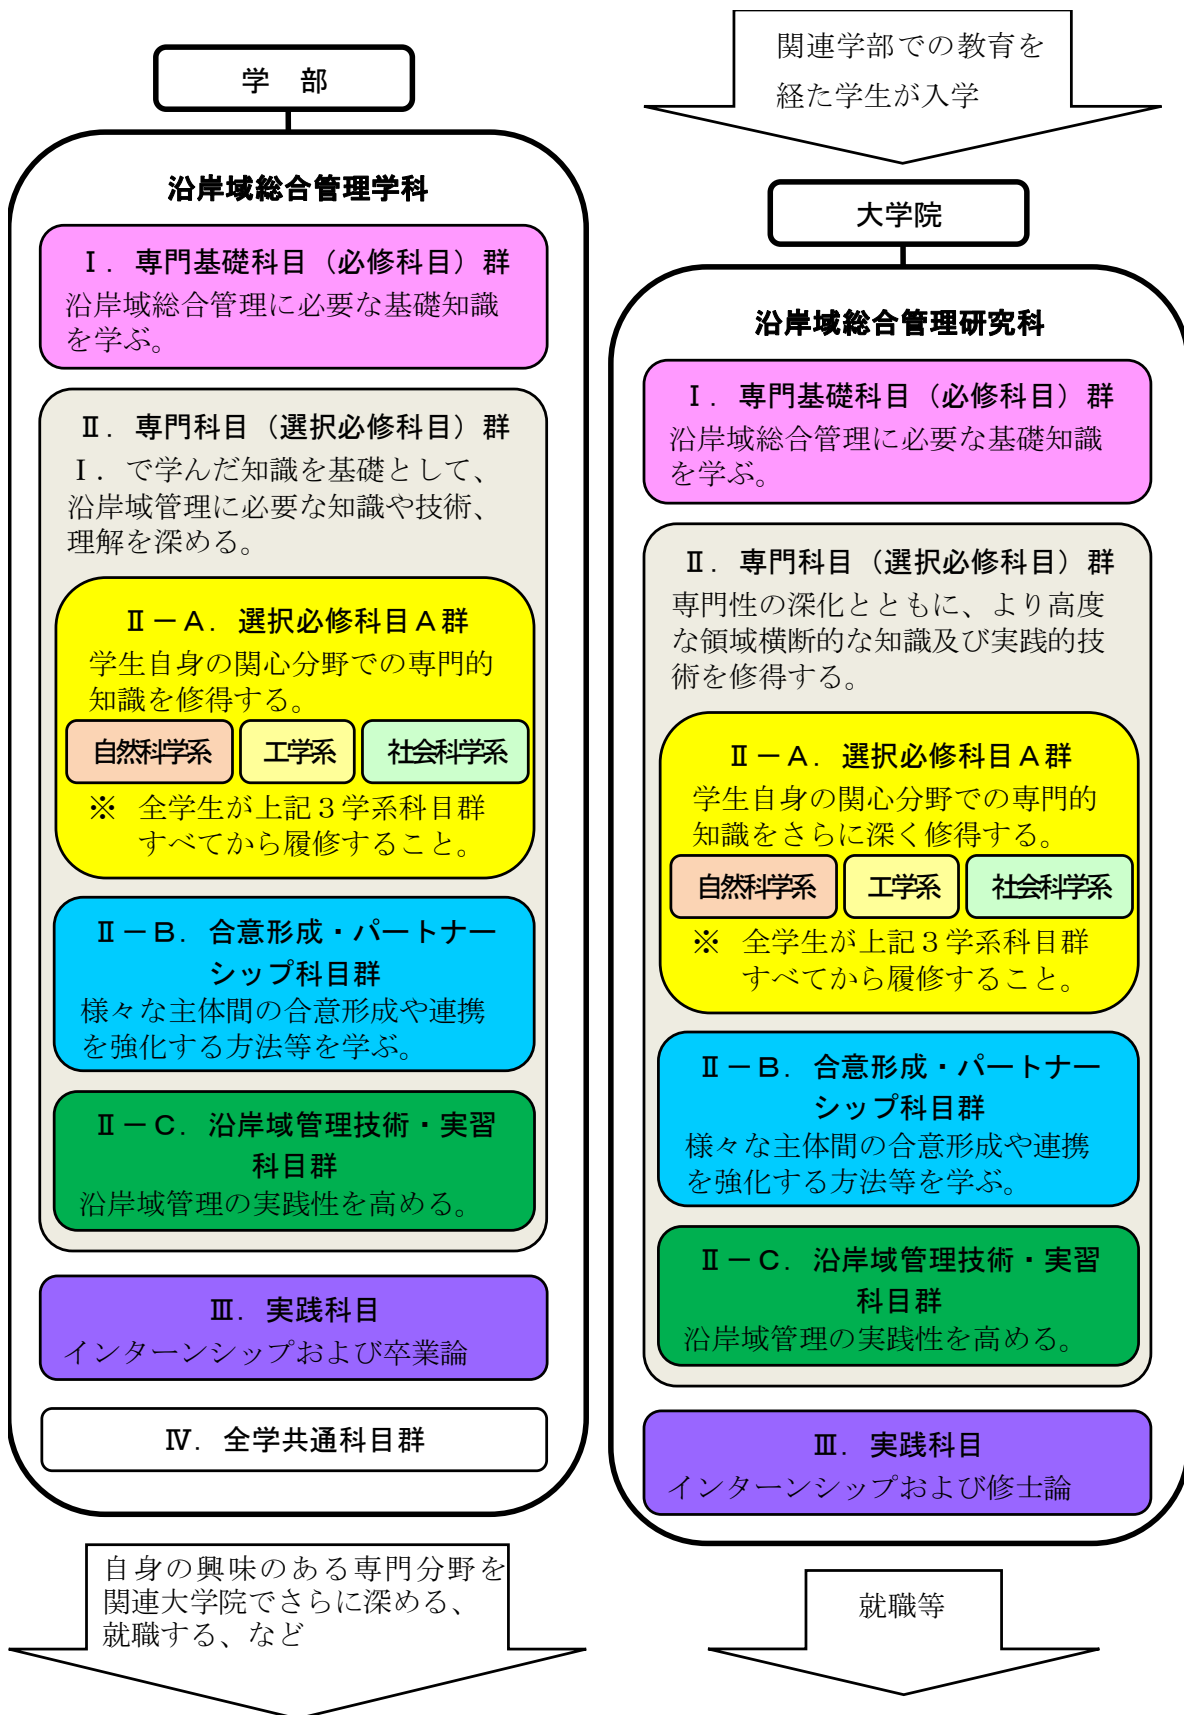 学 部
沿岸域総合管理学科
Ⅰ．専門基礎科目（必修科目）群
沿岸域総合管理に必要な基礎知識
を学ぶ。
Ⅱ．専門科目（選択必修科目）群
Ⅰ．で学んだ知識を基礎として、
沿岸域管理に必要な知識や技術、
理解を深める。
Ⅱ－Ａ．選択必修科目Ａ群
学生自身の関心分野での専門的
知識を修得する。
自然科学系
工学系
社会科学系
※ 全学生が上記３学系科目群
すべてから履修すること。
Ⅱ－Ｂ．合意形成・パートナー
シップ科目群
様々な主体間の合意形成や連携
を強化する方法等を学ぶ。
Ⅱ－Ｃ．沿岸域管理技術・実習
科目群
沿岸域管理の実践性を高める。
Ⅲ．実践科目
インターンシップおよび卒業論
Ⅳ．全学共通科目群
自身の興味のある専門分野を
関連大学院でさらに深める、
就職する、など
関連学部での教育を
経た学生が入学
大学院
沿岸域総合管理研究科
Ⅰ．専門基礎科目（必修科目）群
沿岸域総合管理に必要な基礎知識
を学ぶ。
Ⅱ．専門科目（選択必修科目）群
専門性の深化とともに、より高度
な領域横断的な知識及び実践的技
術を修得する。
Ⅱ－Ａ．選択必修科目Ａ群
学生自身の関心分野での専門的
知識をさらに深く修得する。
自然科学系
工学系
社会科学系
※ 全学生が上記３学系科目群
すべてから履修すること。
Ⅱ－Ｂ．合意形成・パートナー
シップ科目群
様々な主体間の合意形成や連携
を強化する方法等を学ぶ。
Ⅱ－Ｃ．沿岸域管理技術・実習
科目群
沿岸域管理の実践性を高める。
Ⅲ．実践科目
インターンシップおよび修士論
就職等